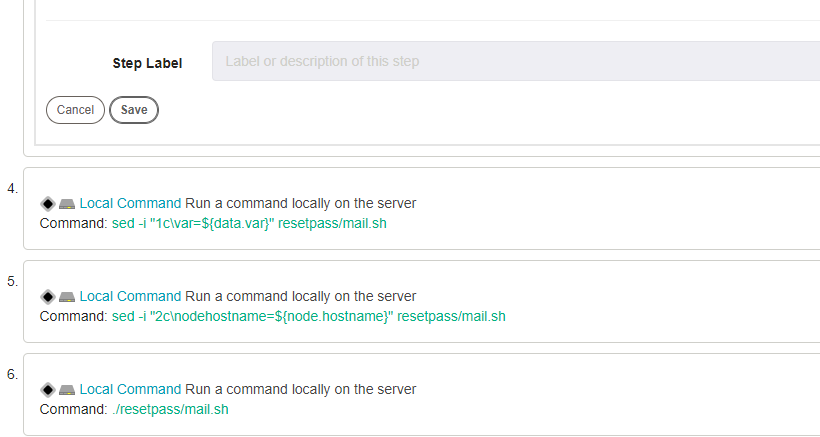 Step Label Label or description of this step
Cancel Save
4.
Local Command Run a command locally on the server
Command: sed -i "1c\var=${data.var}" resetpass/mail.sh
5.
Local Command Run a command locally on the server
Command: sed -i "2c\nodehostname=${node.hostname}" resetpass/mail.sh
6.
Local Command Run a command locally on the server
Command: ./resetpass/mail.sh